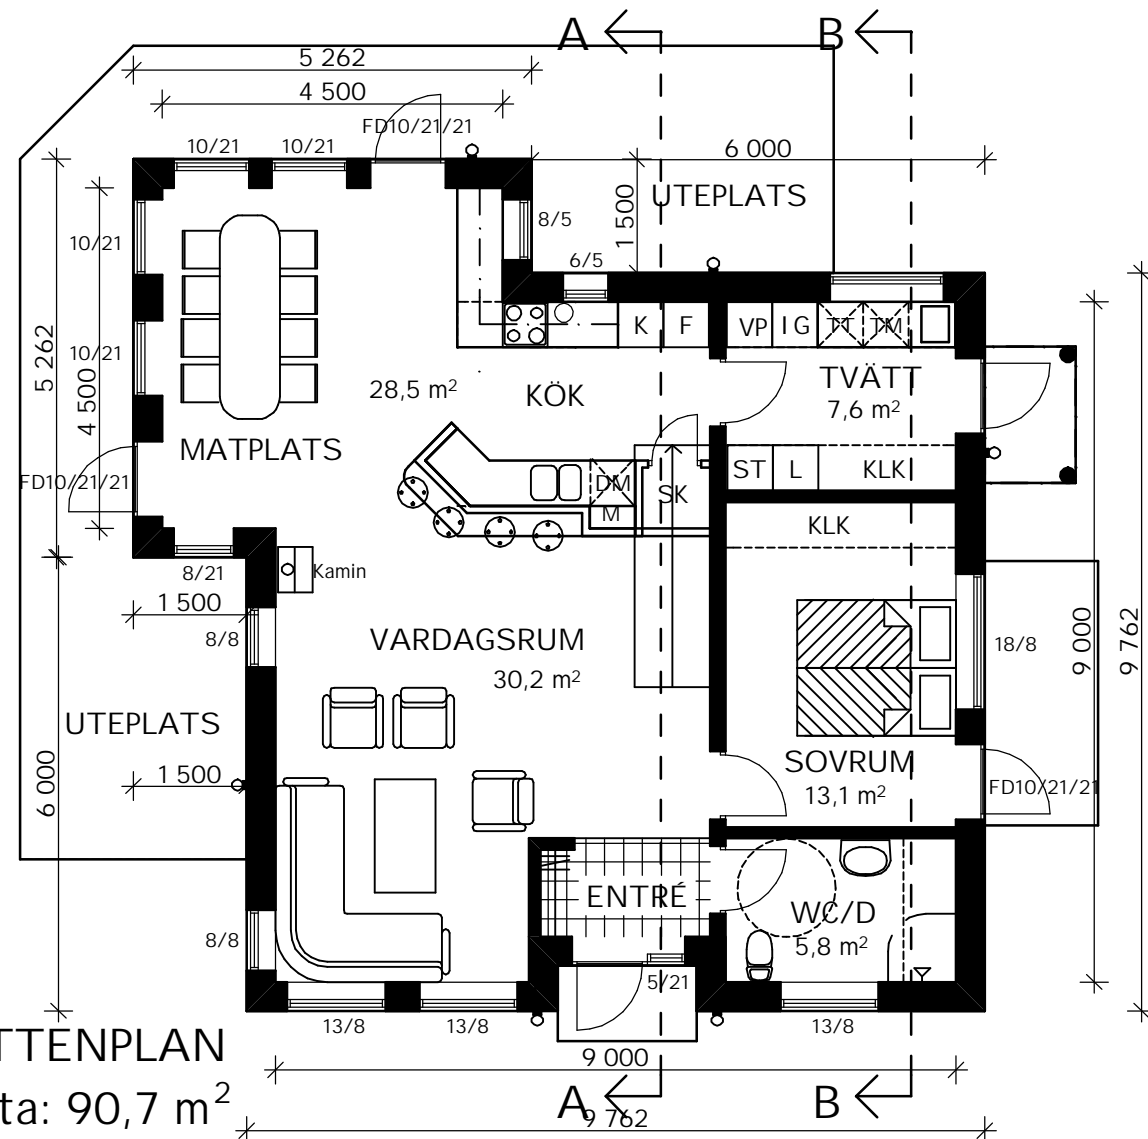 A
B
5 262
4 500
FD10/21/21
10/21
10/21
6 000
UTEPLATS
1 500
8/5
6/5
10/21
K
F
VP
IG
TT
TM
5 262
10/21
4 500
28,5 m²
KÖK
TVÄTT
7,6 m²
MATPLATS
ST
L
KLK
FD10/21/21
DM
SK
M
KLK
8/21
Kamin
1 500
8/8
VARDAGSRUM
30,2 m²
18/8
9 000
9 762
UTEPLATS
1 500
6 000
SOVRUM
13,1 m²
FD10/21/21
ENTRÉ
WC/D
5,8 m²
8/8
5/21
13/8
13/8
13/8
TTENPLAN
ta: 90,7 m²
9 000
A
B
9 762